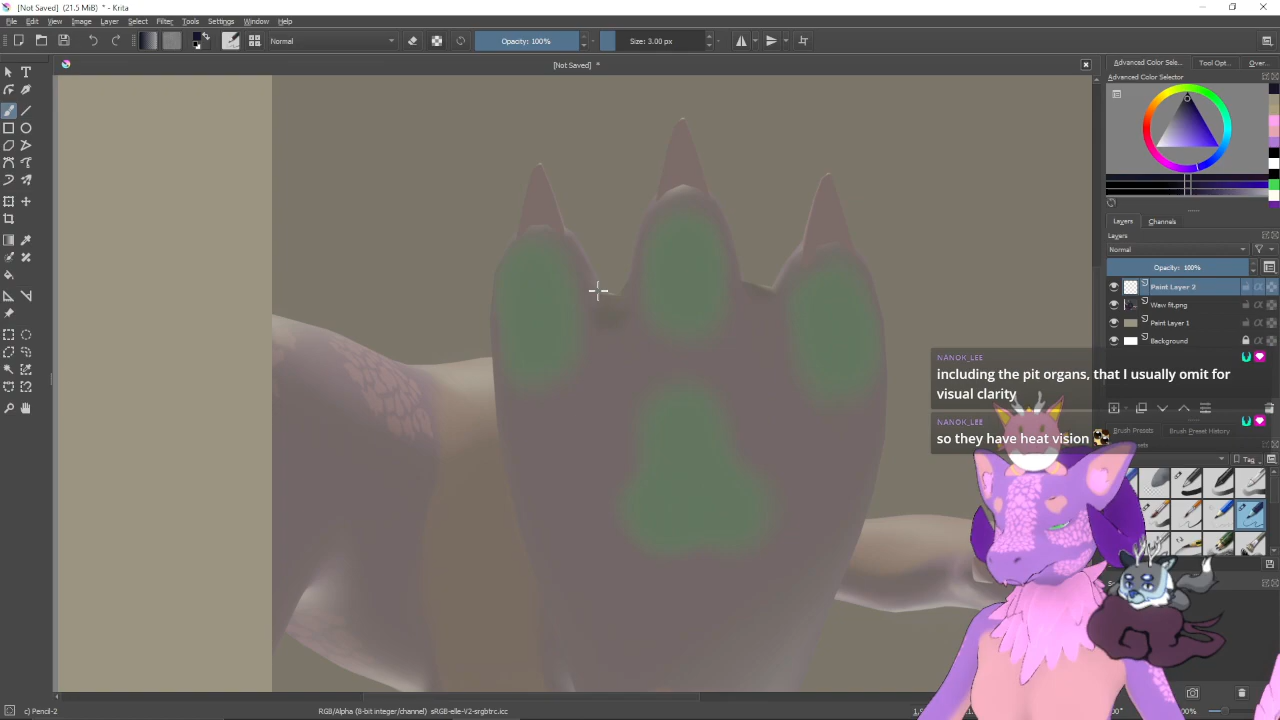 [Not Saved] (21.5 MiB) * - Krita
File Edit View Image Layer Select Filter Tools Settings Window Help
Normal
Opacity: 100%
Size: 3.00 px
[Not Saved] *
Advanced Color Sele... Tool Opt... Over...
Advanced Color Selector
Layers Channels
Layers
Normal
Opacity: 100%
Paint Layer 2
Waw fit.png
Paint Layer 1
Background
NANOK_LEE
including the pit organs, that I usually omit for
visual clarity
NANOK_LEE
so they have heat vision
Brush Presets Brush Preset History
Tag
c) Pencil-2
RGB/Alpha (8-bit integer/channel) sRGB-elle-V2-srgbtrc.icc